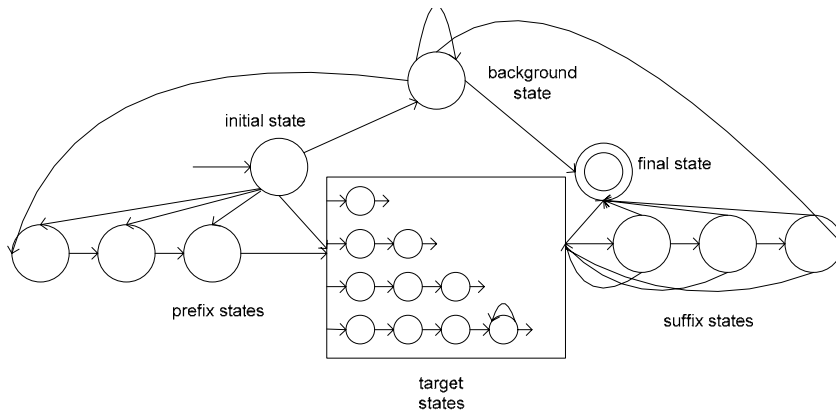 background
state
initial state
final state
prefix states
suffix states
target
states